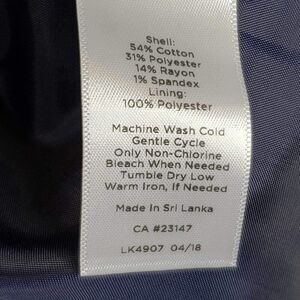 Shell:
54% Cotton
31% Polyester
14% Rayon
1% Spandex
Lining:
100% Polyester
Machine Wash Cold
Gentle Cycle
Only Non-Chlorine
Bleach When Needed
Tumble Dry Low
Warm Iron, If Needed
Made In Sri Lanka
CA #23147
LK4907 04/18